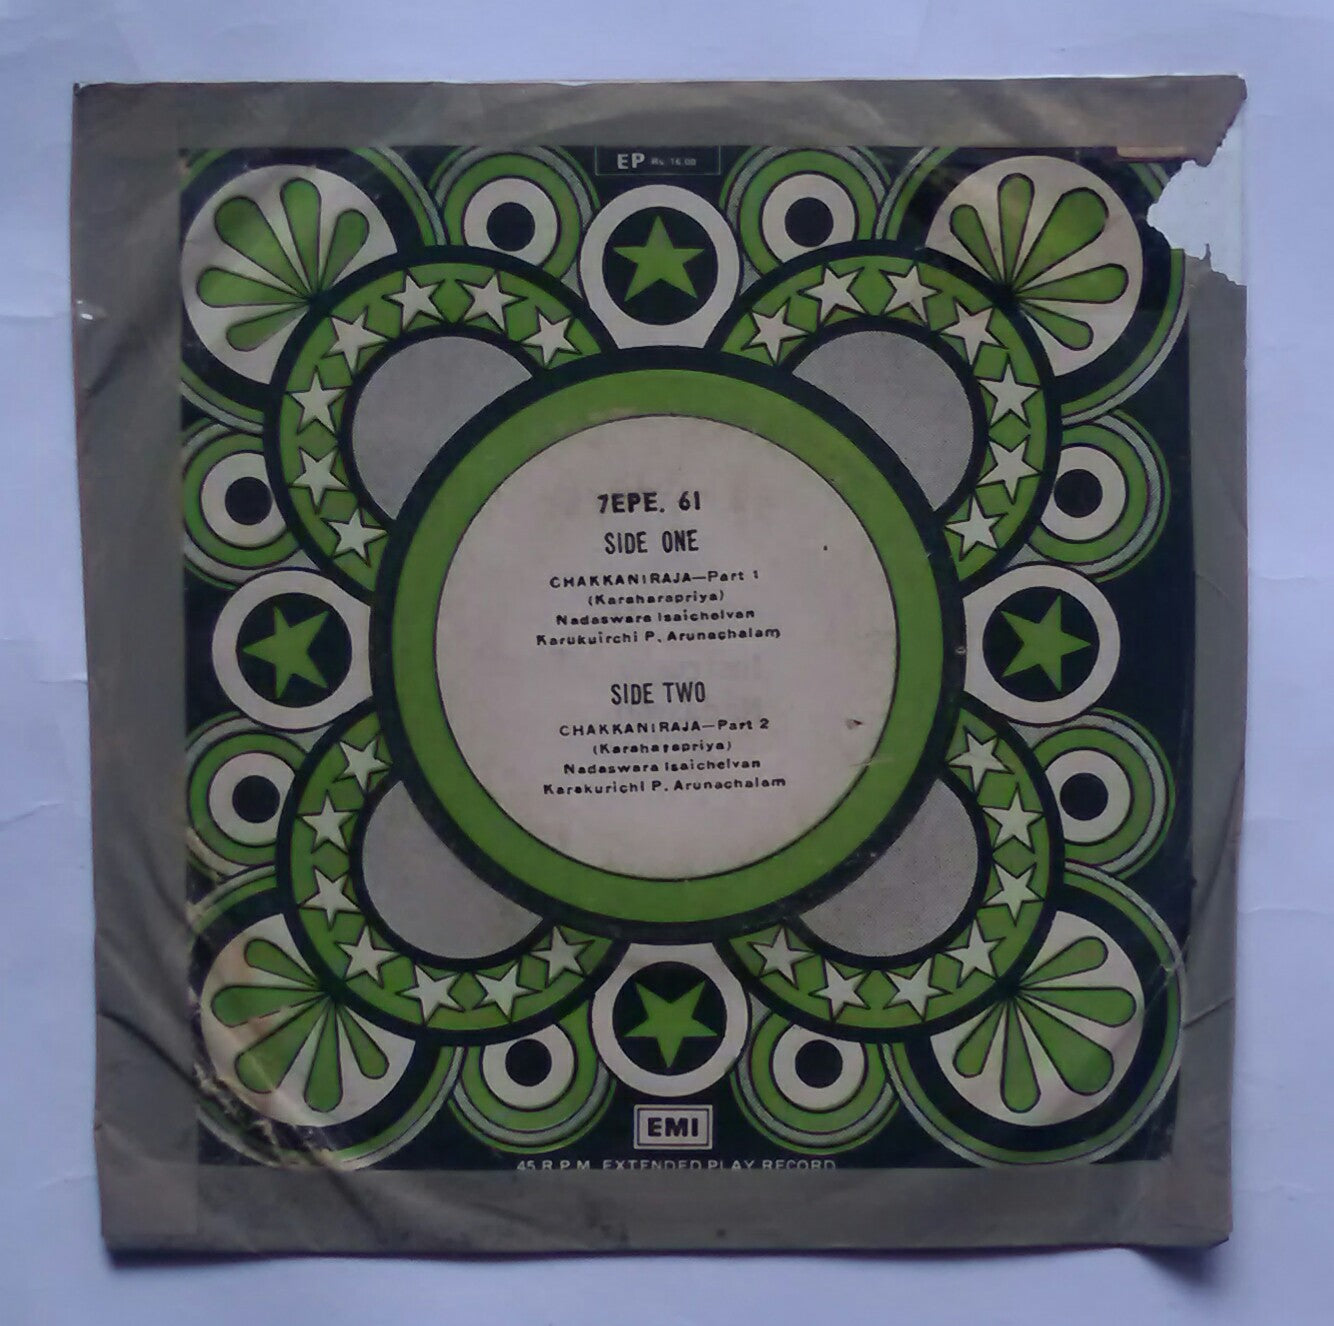 EP Rs. 16.00
7EPE. 61
SIDE ONE
CHAKKANIRAJA—Part 1
(Karaharapriya)
Nadaswara Isaichelvan
Karukuirchi P. Arunachalam
SIDE TWO
CHAKKANIRAJA—Part 2
(Karaharapriya)
Nadaswara Isaichelvan
Karakurichi P. Arunachalam
EMI
45 R.P.M. EXTENDED PLAY RECORD